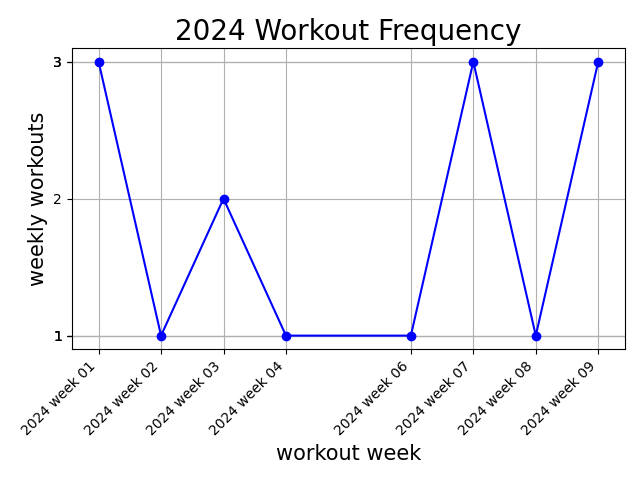 2024 Workout Frequency
weekly workouts
3
2
1
2024 week 01
2024 week 02
2024 week 03
2024 week 04
2024 week 06
2024 week 07
2024 week 08
2024 week 09
workout week